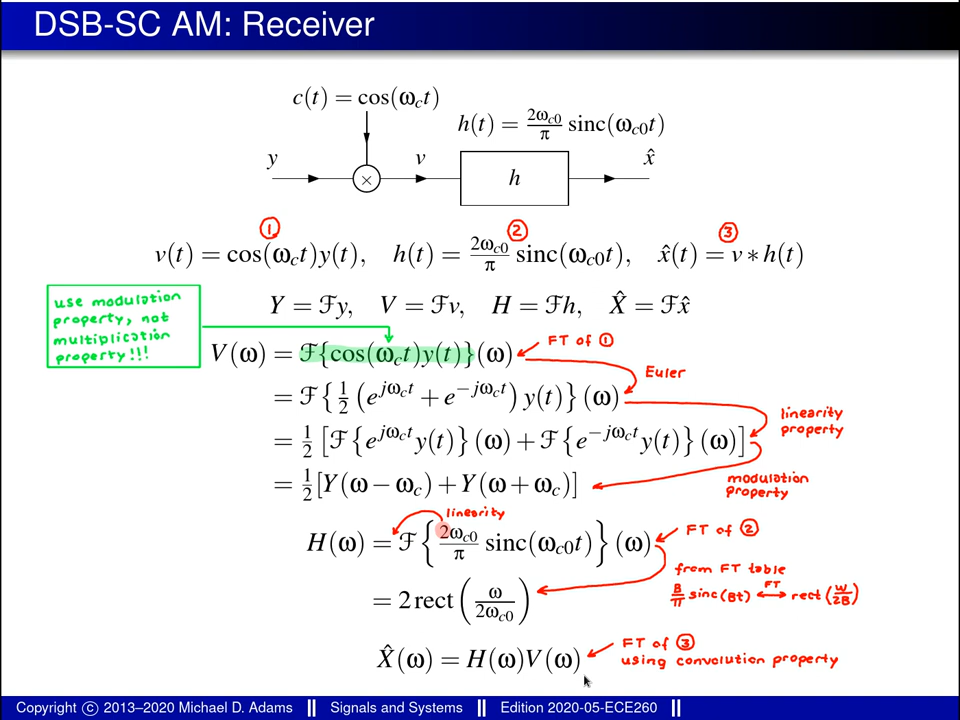 DSB-SC AM: Receiver
c(t) = cos(ω_c t)
h(t) = 2ω_c0/π sinc(ω_c0 t)
y
×
v
h
x̂
① ② ③
v(t) = cos(ω_c t)y(t), h(t) = 2ω_c0/π sinc(ω_c0 t), x̂(t) = v ∗ h(t)
Y = ℱy, V = ℱv, H = ℱh, X̂ = ℱx̂
use modulation
property, not
multiplication
property!!!
V(ω) = ℱ{cos(ω_c t)y(t)}(ω)
FT of ①
Euler
= ℱ{½(e^{jω_c t} + e^{−jω_c t})y(t)}(ω)
linearity
property
= ½[ℱ{e^{jω_c t}y(t)}(ω) + ℱ{e^{−jω_c t}y(t)}(ω)]
= ½[Y(ω − ω_c) + Y(ω + ω_c)]
modulation
property
linearity
H(ω) = ℱ{2ω_c0/π sinc(ω_c0 t)}(ω)
FT of ②
from FT table
B/π sinc(Bt) ⟷^{FT} rect(W/2B)
= 2 rect(ω/2ω_c0)
X̂(ω) = H(ω)V(ω)
FT of ③
using convolution property
Copyright © 2013–2020 Michael D. Adams || Signals and Systems || Edition 2020-05-ECE260 ||